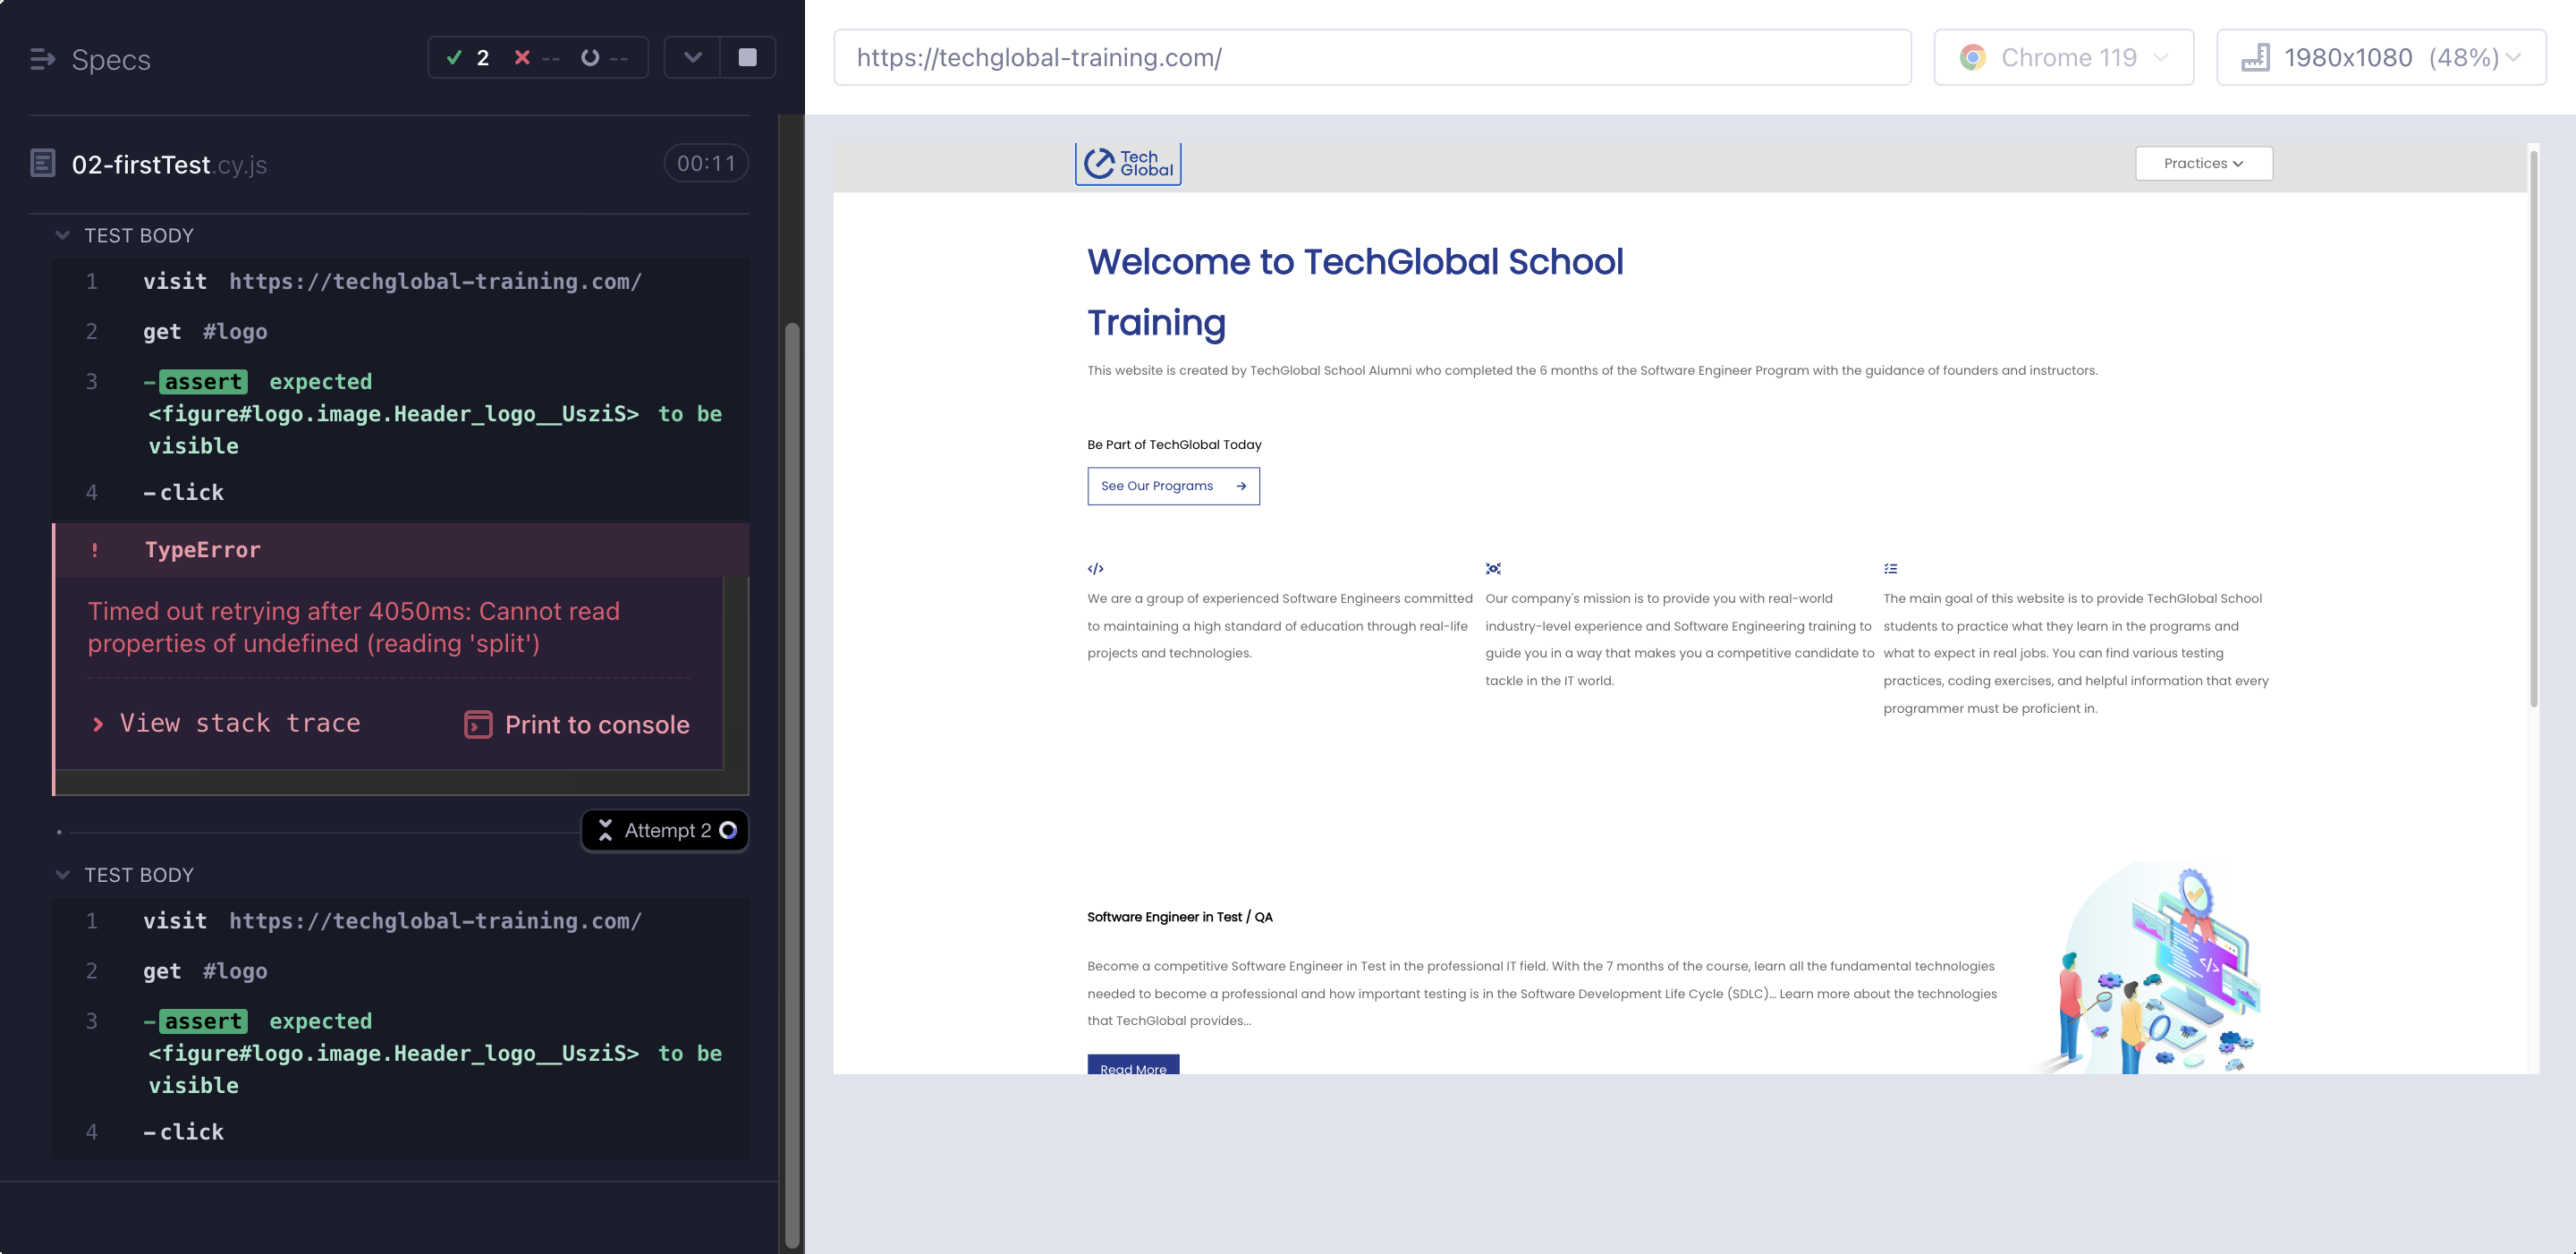 Specs
2 -- --
02-firstTest.cy.js 00:11
TEST BODY
1 visit https://techglobal-training.com/
2 get #logo
3 -assert expected
<figure#logo.image.Header_logo__UsziS> to be
visible
4 -click
! TypeError
Timed out retrying after 4050ms: Cannot read
properties of undefined (reading 'split')
View stack trace Print to console
Attempt 2
TEST BODY
1 visit https://techglobal-training.com/
2 get #logo
3 -assert expected
<figure#logo.image.Header_logo__UsziS> to be
visible
4 -click
https://techglobal-training.com/
Chrome 119
1980x1080 (48%)
Tech
Global
Practices
Welcome to TechGlobal School
Training
This website is created by TechGlobal School Alumni who completed the 6 months of the Software Engineer Program with the guidance of founders and instructors.
Be Part of TechGlobal Today
See Our Programs →
</>
We are a group of experienced Software Engineers committed
to maintaining a high standard of education through real-life
projects and technologies.
Our company's mission is to provide you with real-world
industry-level experience and Software Engineering training to
guide you in a way that makes you a competitive candidate to
tackle in the IT world.
The main goal of this website is to provide TechGlobal School
students to practice what they learn in the programs and
what to expect in real jobs. You can find various testing
practices, coding exercises, and helpful information that every
programmer must be proficient in.
Software Engineer in Test / QA
Become a competitive Software Engineer in Test in the professional IT field. With the 7 months of the course, learn all the fundamental technologies
needed to become a professional and how important testing is in the Software Development Life Cycle (SDLC)... Learn more about the technologies
that TechGlobal provides...
Read More
</>